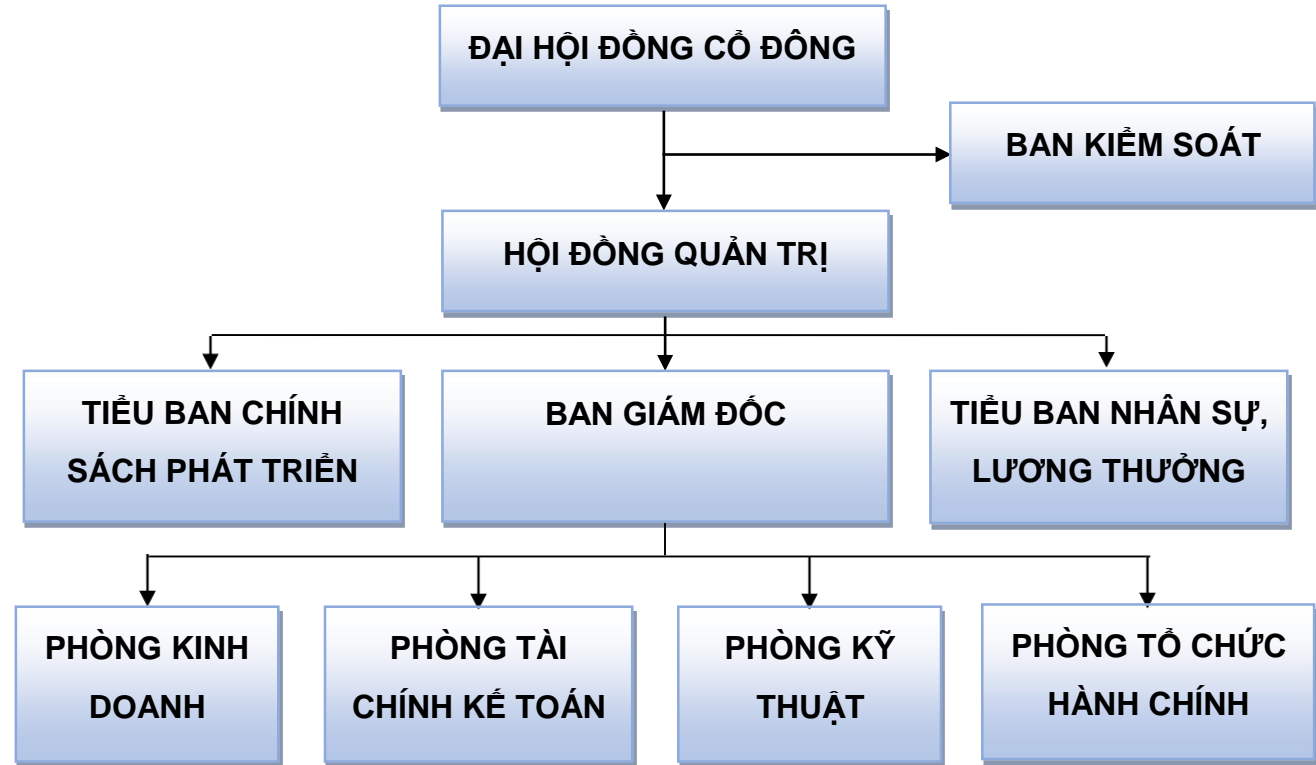 ĐẠI HỘI ĐỒNG CỔ ĐÔNG
BAN KIỂM SOÁT
HỘI ĐỒNG QUẢN TRỊ
TIỂU BAN CHÍNH
SÁCH PHÁT TRIỂN
BAN GIÁM ĐỐC
TIỂU BAN NHÂN SỰ,
LƯƠNG THƯỞNG
PHÒNG KINH
DOANH
PHÒNG TÀI
CHÍNH KẾ TOÁN
PHÒNG KỸ
THUẬT
PHÒNG TỔ CHỨC
HÀNH CHÍNH